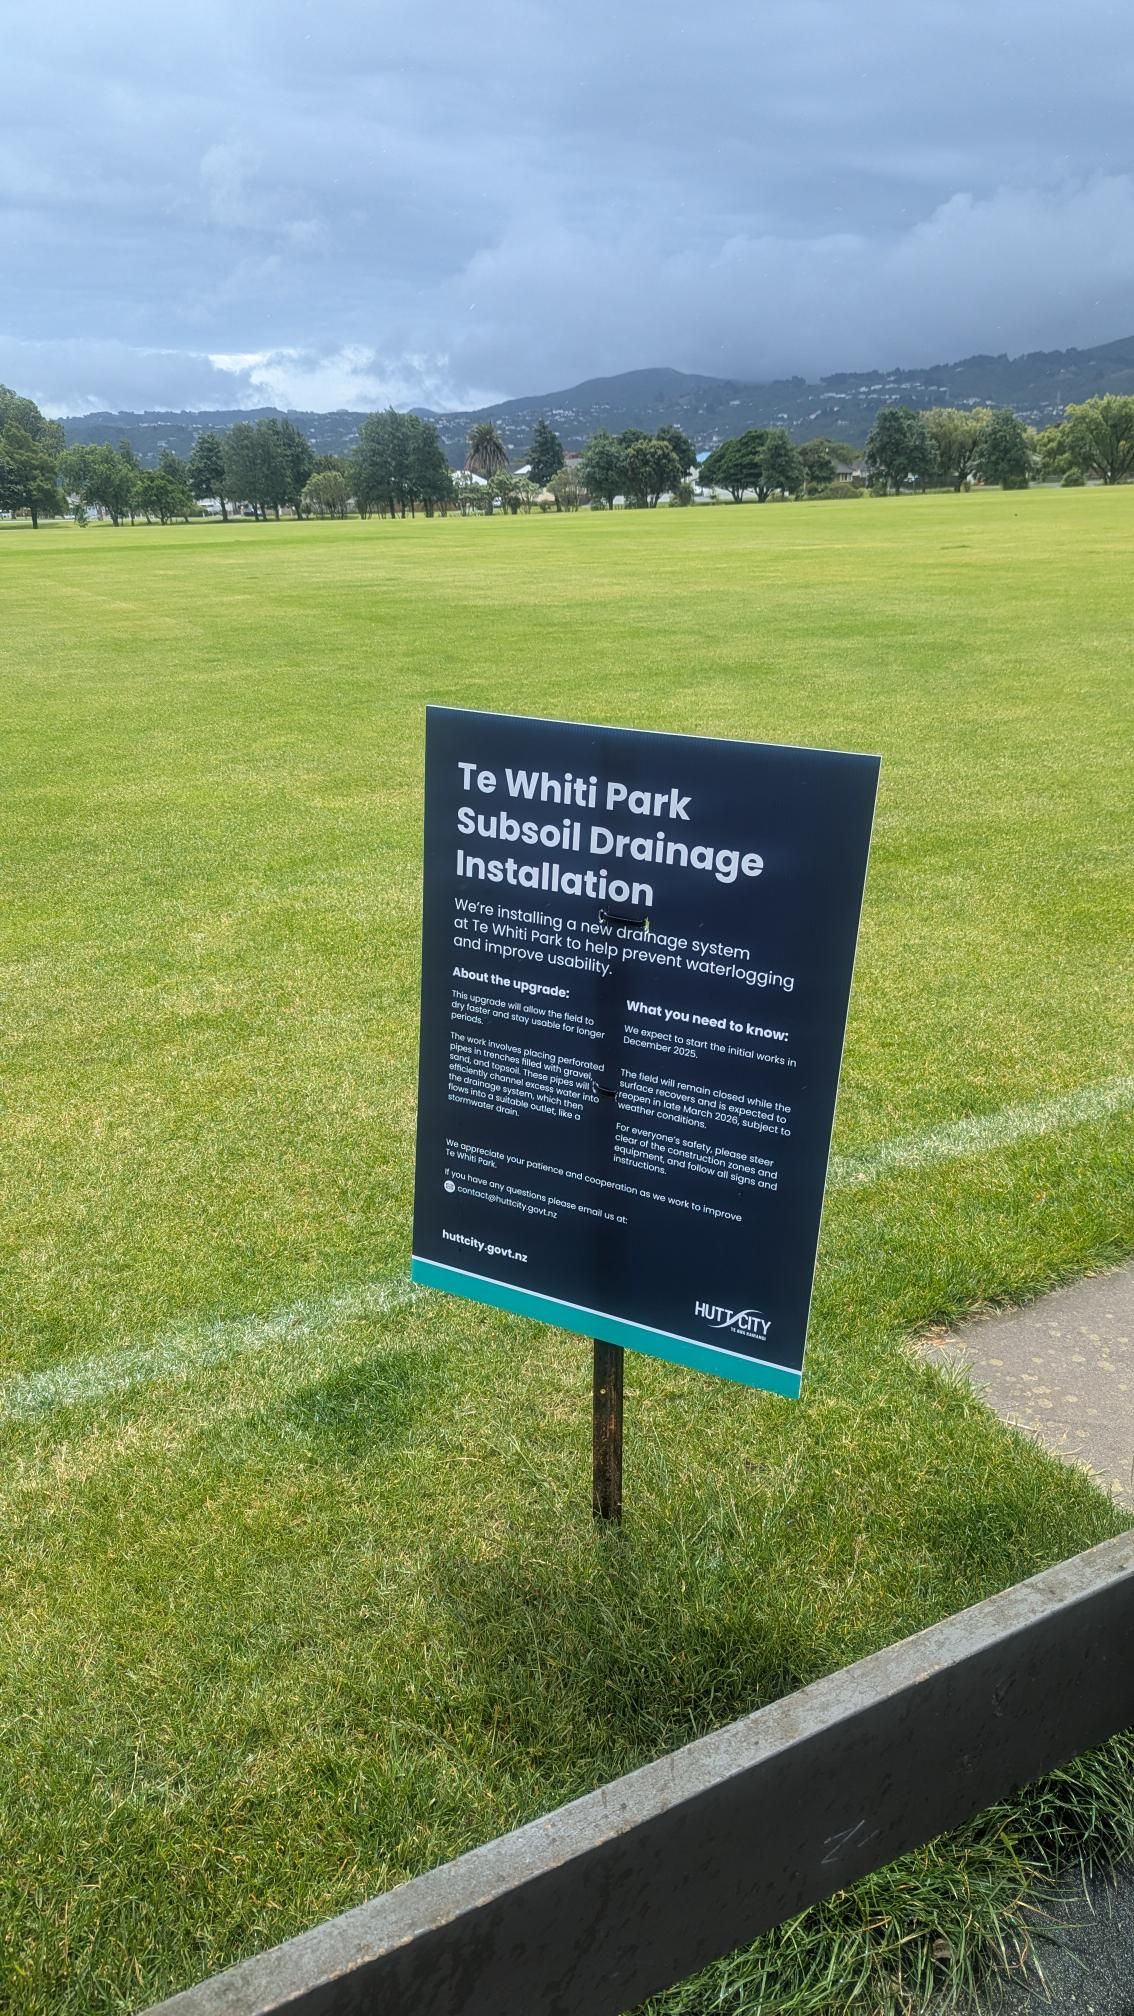 Te Whiti Park
Subsoil Drainage
Installation
We're installing a new drainage system
at Te Whiti Park to help prevent waterlogging
and improve usability.
About the upgrade:
This upgrade will allow the field to
dry faster and stay usable for longer
periods.
The work involves placing perforated
pipes in trenches filled with gravel,
sand, and topsoil. These pipes will
efficiently channel excess water into
the drainage system, which then
flows into a suitable outlet, like a
stormwater drain.
What you need to know:
We expect to start the initial works in
December 2025.
The field will remain closed while the
surface recovers and is expected to
reopen in late March 2026, subject to
weather conditions.
For everyone's safety, please steer
clear of the construction zones and
equipment, and follow all signs and
instructions.
We appreciate your patience and cooperation as we work to improve
Te Whiti Park.
If you have any questions please email us at:
contact@huttcity.govt.nz
huttcity.govt.nz
HUTT CITY
TE AWA KAIRANGI